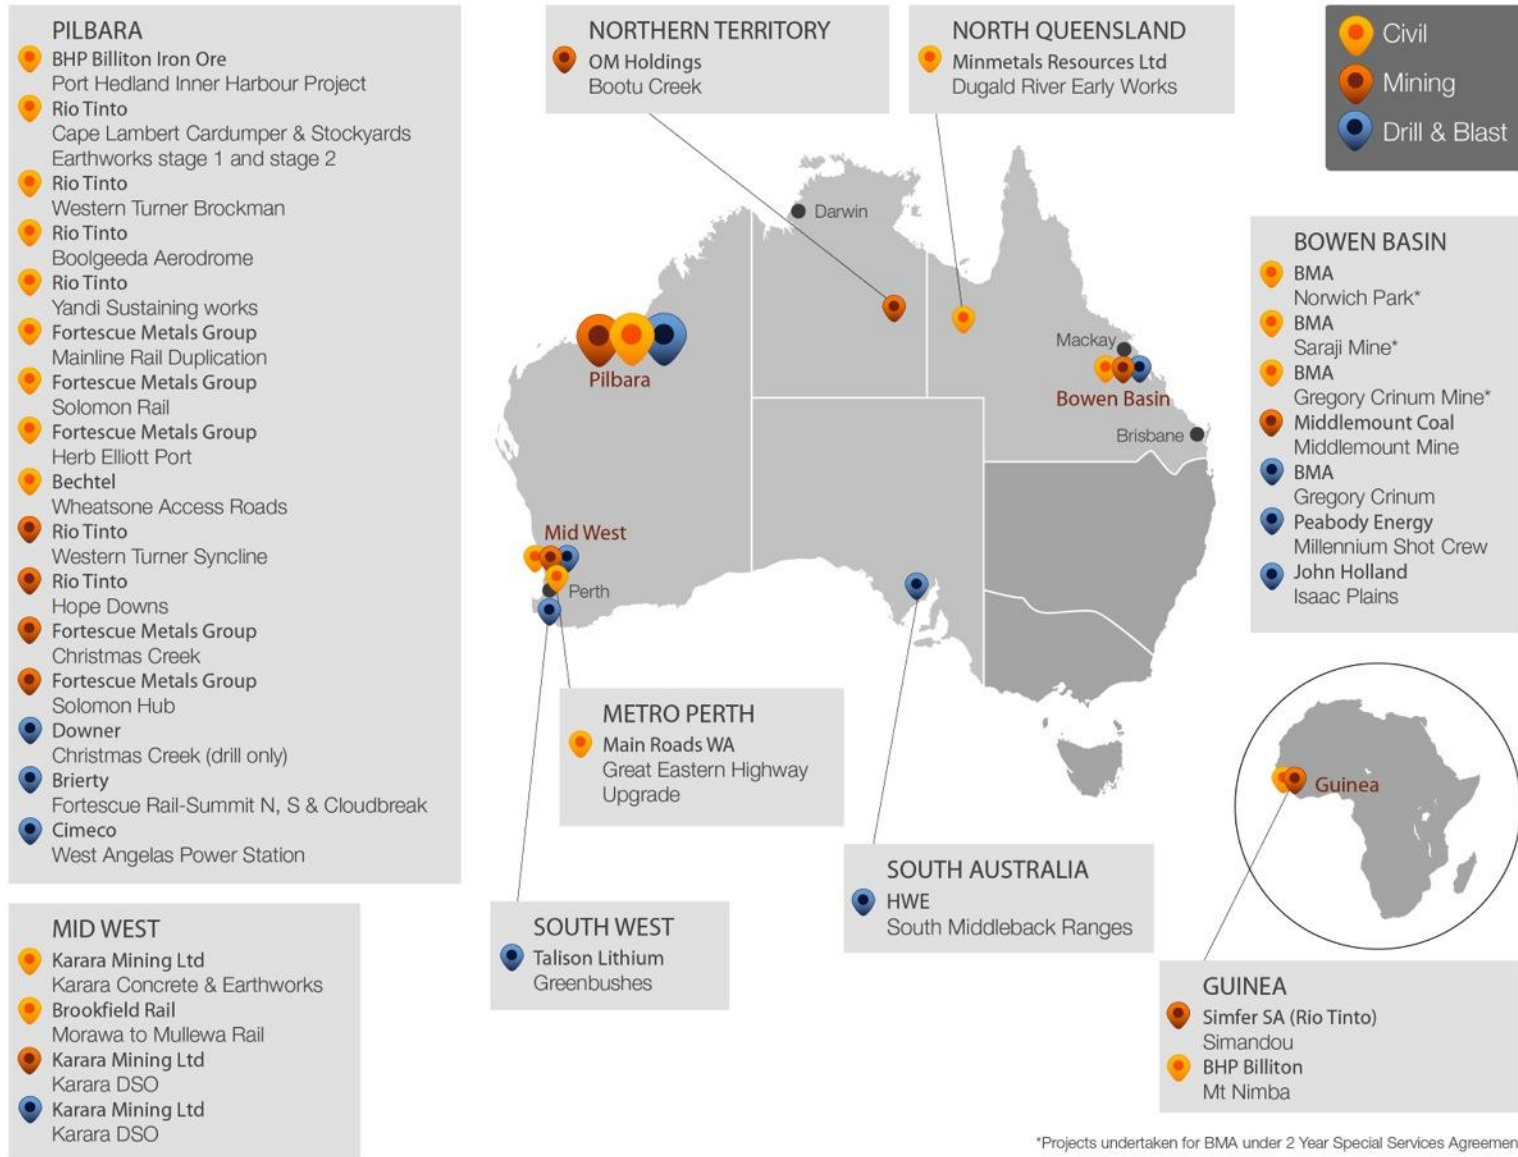 PILBARA
BHP Billiton Iron Ore
Port Hedland Inner Harbour Project
Rio Tinto
Cape Lambert Cardumper & Stockyards
Earthworks stage 1 and stage 2
Rio Tinto
Western Turner Brockman
Rio Tinto
Boolgeeda Aerodrome
Rio Tinto
Yandi Sustaining works
Fortescue Metals Group
Mainline Rail Duplication
Fortescue Metals Group
Solomon Rail
Fortescue Metals Group
Herb Elliott Port
Bechtel
Wheatsone Access Roads
Rio Tinto
Western Turner Syncline
Rio Tinto
Hope Downs
Fortescue Metals Group
Christmas Creek
Fortescue Metals Group
Solomon Hub
Downer
Christmas Creek (drill only)
Brierty
Fortescue Rail-Summit N, S & Cloudbreak
Cimeco
West Angelas Power Station
MID WEST
Karara Mining Ltd
Karara Concrete & Earthworks
Brookfield Rail
Morawa to Mullewa Rail
Karara Mining Ltd
Karara DSO
Karara Mining Ltd
Karara DSO
NORTHERN TERRITORY
OM Holdings
Bootu Creek
NORTH QUEENSLAND
Minmetals Resources Ltd
Dugald River Early Works
Civil
Mining
Drill & Blast
Darwin
Pilbara
Mackay
Bowen Basin
Brisbane
Mid West
Perth
BOWEN BASIN
BMA
Norwich Park*
BMA
Saraji Mine*
BMA
Gregory Crinum Mine*
Middlemount Coal
Middlemount Mine
BMA
Gregory Crinum
Peabody Energy
Millennium Shot Crew
John Holland
Isaac Plains
METRO PERTH
Main Roads WA
Great Eastern Highway
Upgrade
SOUTH WEST
Talison Lithium
Greenbushes
SOUTH AUSTRALIA
HWE
South Middleback Ranges
Guinea
GUINEA
Simfer SA (Rio Tinto)
Simandou
BHP Billiton
Mt Nimba
*Projects undertaken for BMA under 2 Year Special Services Agreemen